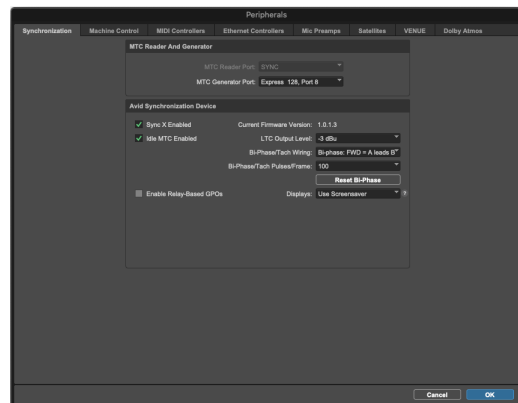 Peripherals
Synchronization Machine Control MIDI Controllers Ethernet Controllers Mic Preamps Satellites VENUE Dolby Atmos
MTC Reader And Generator
MTC Reader Port: SYNC
MTC Generator Port: Express 128, Port 8
Avid Synchronization Device
Sync X Enabled Current Firmware Version: 1.0.1.3
Idle MTC Enabled LTC Output Level: -3 dBu
Bi-Phase/Tach Wiring: Bi-phase: FWD = A leads B
Bi-Phase/Tach Pulses/Frame: 100
Reset Bi-Phase
Enable Relay-Based GPOs Displays: Use Screensaver ?
Cancel OK